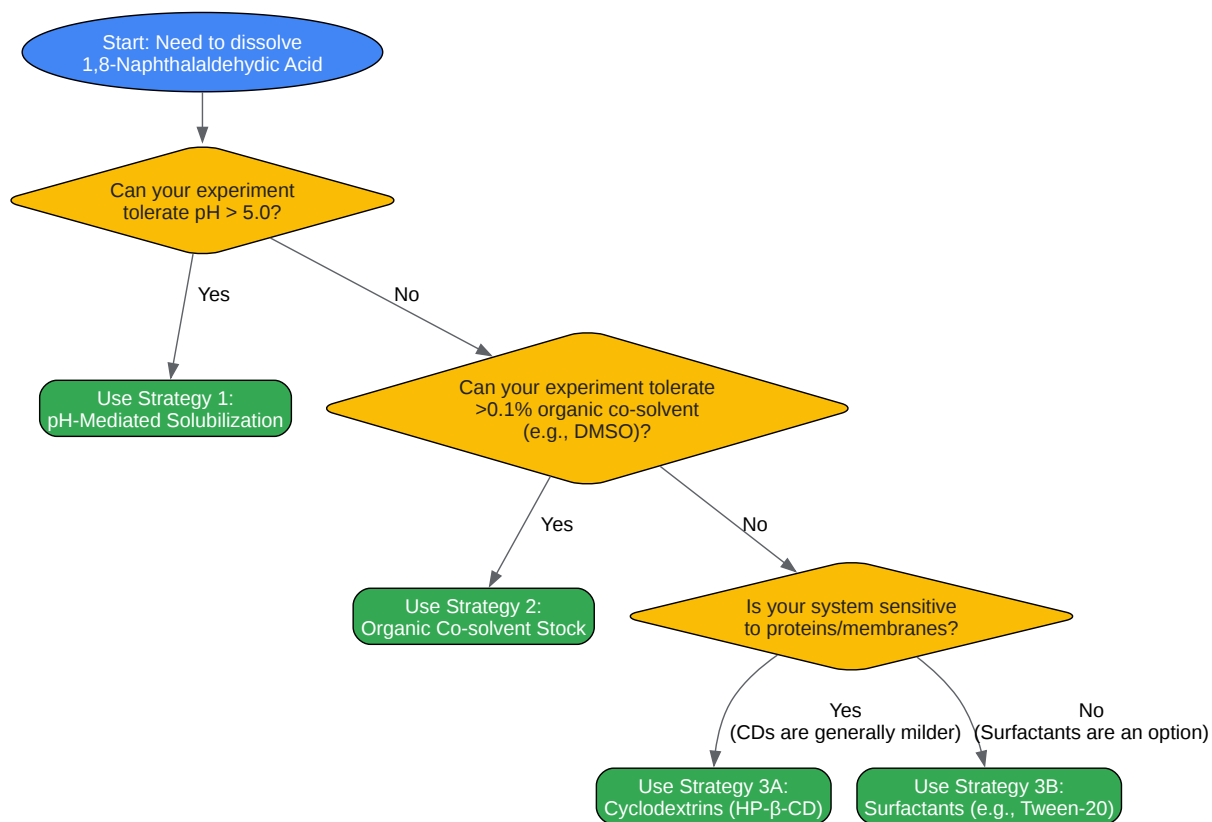 Start: Need to dissolve
1,8-Naphthalaldehydic Acid
Can your experiment
tolerate pH > 5.0?
Yes
No
Use Strategy 1:
pH-Mediated Solubilization
Can your experiment tolerate
>0.1% organic co-solvent
(e.g., DMSO)?
Yes
No
Use Strategy 2:
Organic Co-solvent Stock
Is your system sensitive
to proteins/membranes?
Yes
(CDs are generally milder)
No
(Surfactants are an option)
Use Strategy 3A:
Cyclodextrins (HP-β-CD)
Use Strategy 3B:
Surfactants (e.g., Tween-20)